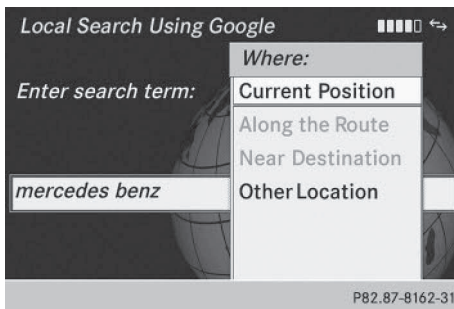 Local Search Using Google
Where:
Enter search term:
Current Position
Along the Route
Near Destination
mercedes benz
Other Location
P82.87-8162-31